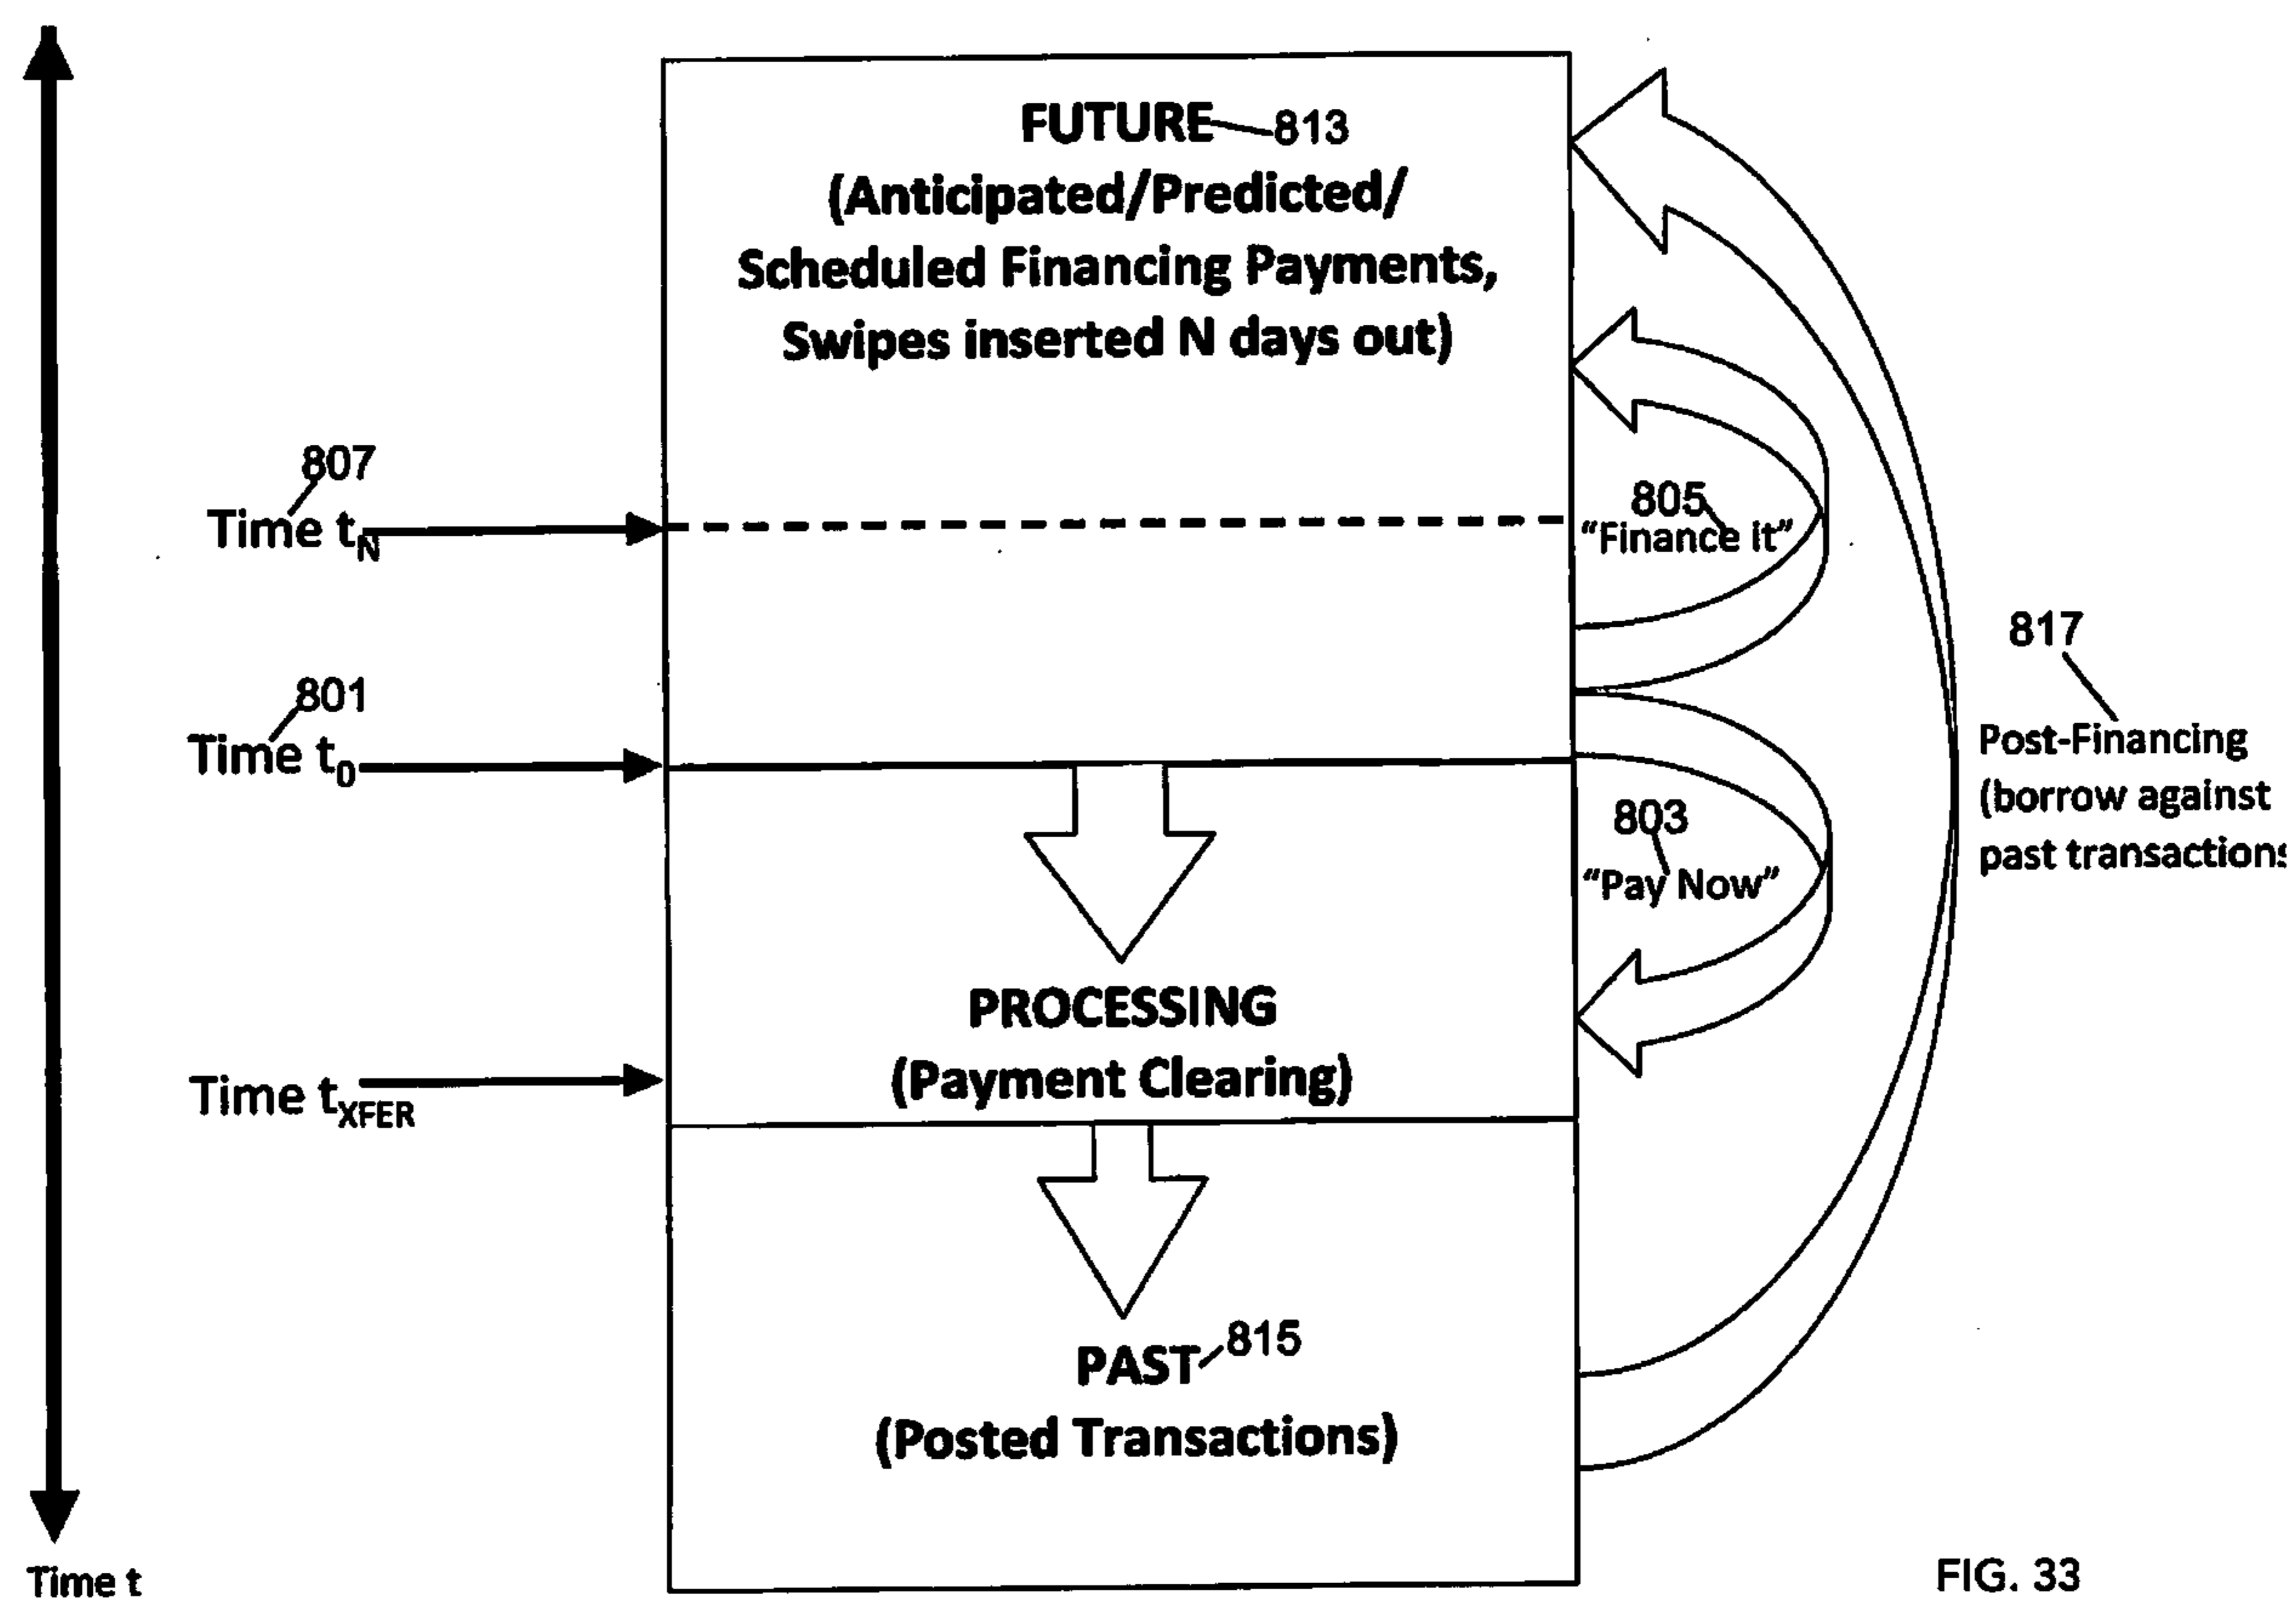 FUTURE 813
(Anticipated/Predicted/
Scheduled Financing Payments,
Swipes inserted N days out)
807
Time tN
805
"Finance it"
817
Post-Financing
(borrow against
past transactions
801
Time t0
803
"Pay Now"
PROCESSING
(Payment Clearing)
Time tXFER
PAST 815
(Posted Transactions)
Time t
FIG. 33